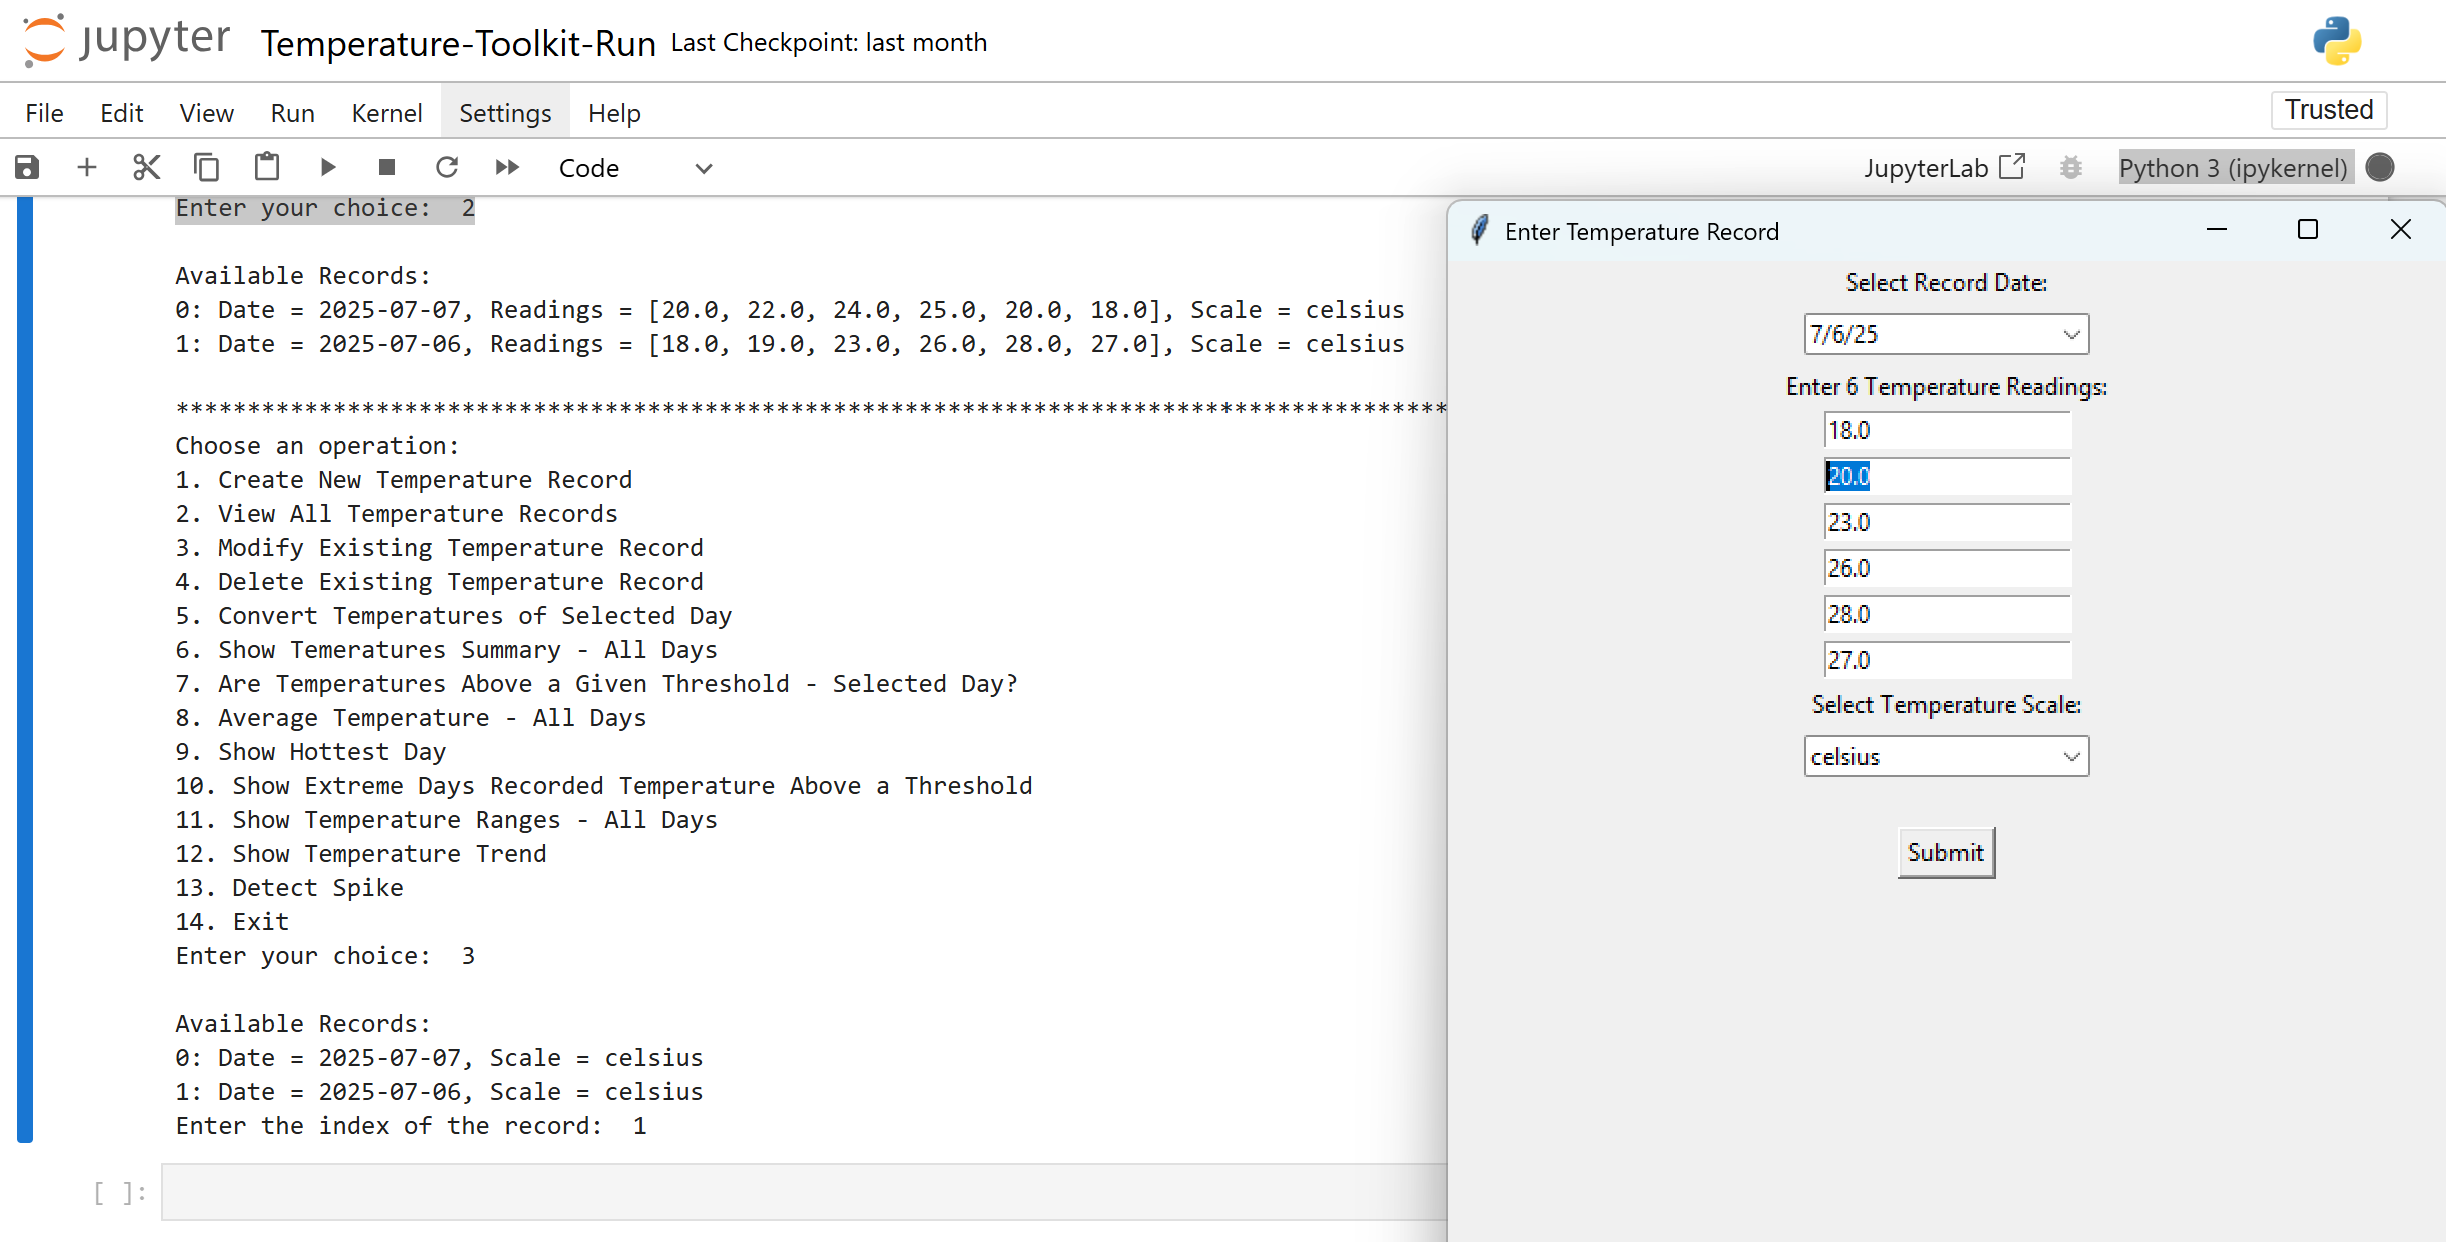 jupyter Temperature-Toolkit-Run Last Checkpoint: last month
File Edit View Run Kernel Settings Help Trusted
Code JupyterLab Python 3 (ipykernel)
Enter your choice: 2
Available Records:
0: Date = 2025-07-07, Readings = [20.0, 22.0, 24.0, 25.0, 20.0, 18.0], Scale = celsius
1: Date = 2025-07-06, Readings = [18.0, 19.0, 23.0, 26.0, 28.0, 27.0], Scale = celsius
*****************************************************************************************
Choose an operation:
1. Create New Temperature Record
2. View All Temperature Records
3. Modify Existing Temperature Record
4. Delete Existing Temperature Record
5. Convert Temperatures of Selected Day
6. Show Temeratures Summary - All Days
7. Are Temperatures Above a Given Threshold - Selected Day?
8. Average Temperature - All Days
9. Show Hottest Day
10. Show Extreme Days Recorded Temperature Above a Threshold
11. Show Temperature Ranges - All Days
12. Show Temperature Trend
13. Detect Spike
14. Exit
Enter your choice: 3
Available Records:
0: Date = 2025-07-07, Scale = celsius
1: Date = 2025-07-06, Scale = celsius
Enter the index of the record: 1
[ ]:
Enter Temperature Record
Select Record Date:
7/6/25
Enter 6 Temperature Readings:
18.0
20.0
23.0
26.0
28.0
27.0
Select Temperature Scale:
celsius
Submit